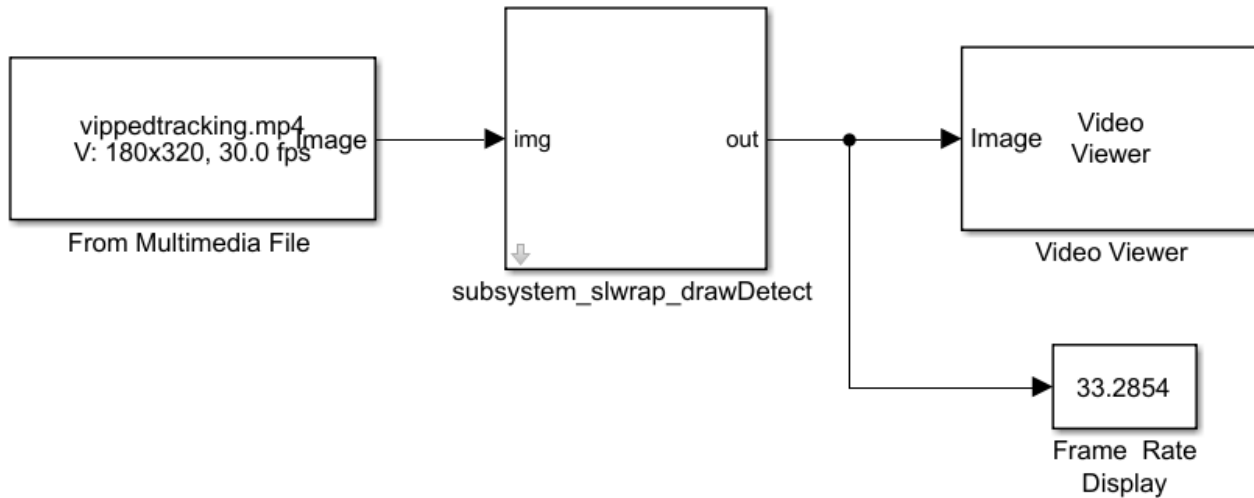 vippedtracking.mp4
V: 180x320, 30.0 fps
Image
From Multimedia File
img
out
subsystem_slwrap_drawDetect
Image
Video
Viewer
Video Viewer
33.2854
Frame Rate
Display